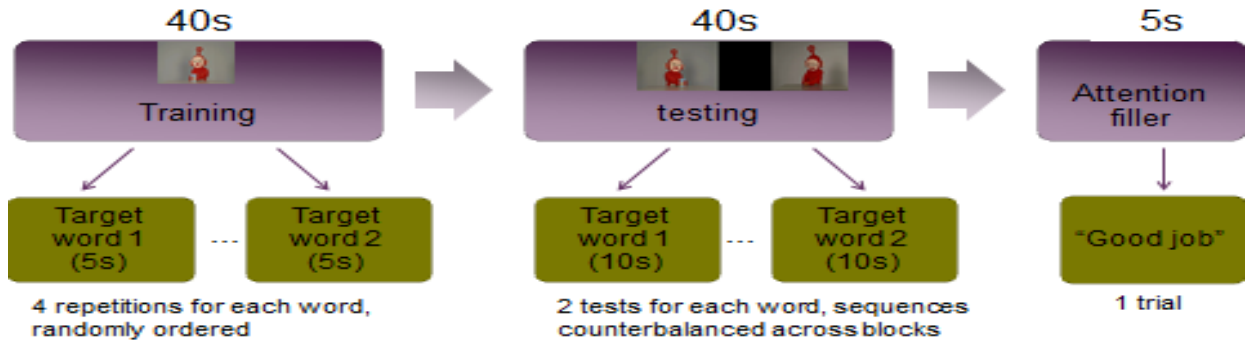 40s
40s
5s
Training
testing
Attention
filler
Target
word 1
(5s)
...
Target
word 2
(5s)
Target
word 1
(10s)
...
Target
word 2
(10s)
“Good job”
4 repetitions for each word,
randomly ordered
2 tests for each word, sequences
counterbalanced across blocks
1 trial